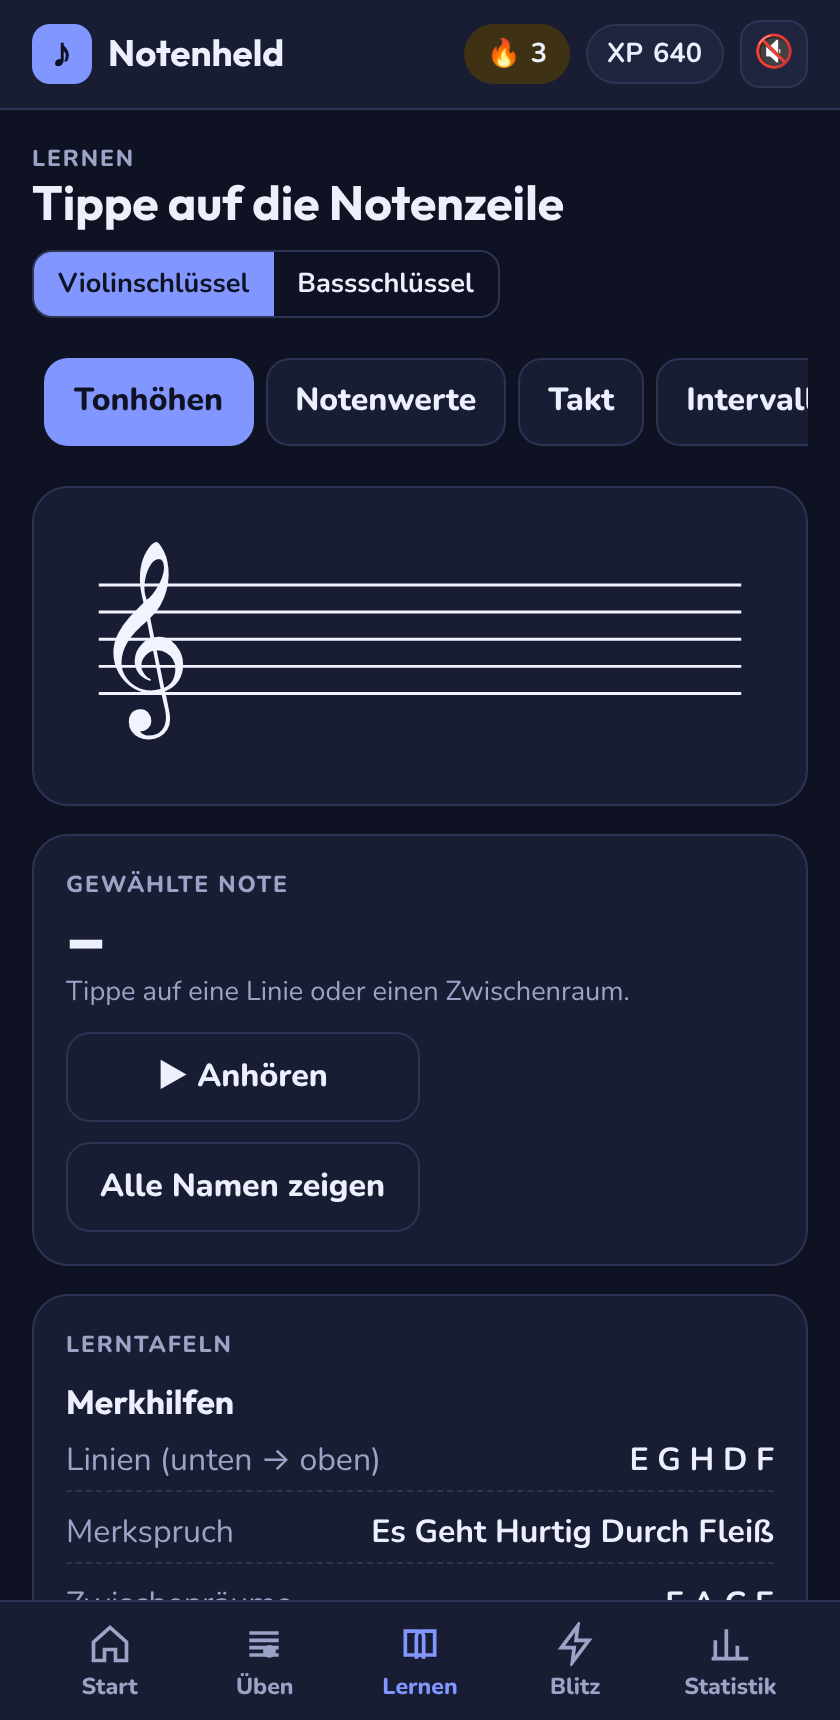 Notenheld
🔥 3
XP 640
LERNEN
Tippe auf die Notenzeile
Violinschlüssel Bassschlüssel
Tonhöhen Notenwerte Takt Intervall
GEWÄHLTE NOTE
–
Tippe auf eine Linie oder einen Zwischenraum.
▶ Anhören
Alle Namen zeigen
LERNTAFELN
Merkhilfen
Linien (unten → oben) E G H D F
Merkspruch Es Geht Hurtig Durch Fleiß
Start Üben Lernen Blitz Statistik